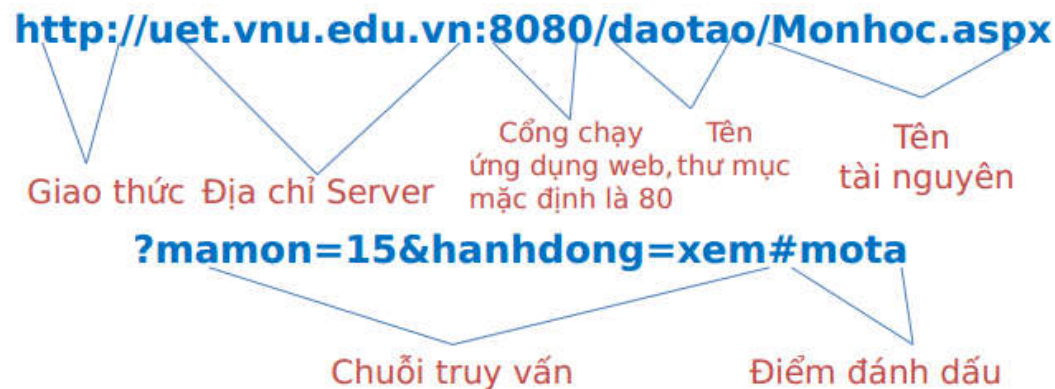 http://uet.vnu.edu.vn:8080/daotao/Monhoc.aspx
Giao thức
Địa chỉ Server
Cổng chạy
ứng dụng web,
mặc định là 80
Tên
thư mục
Tên
tài nguyên
?mamon=15&hanhdong=xem#mota
Chuỗi truy vấn
Điểm đánh dấu